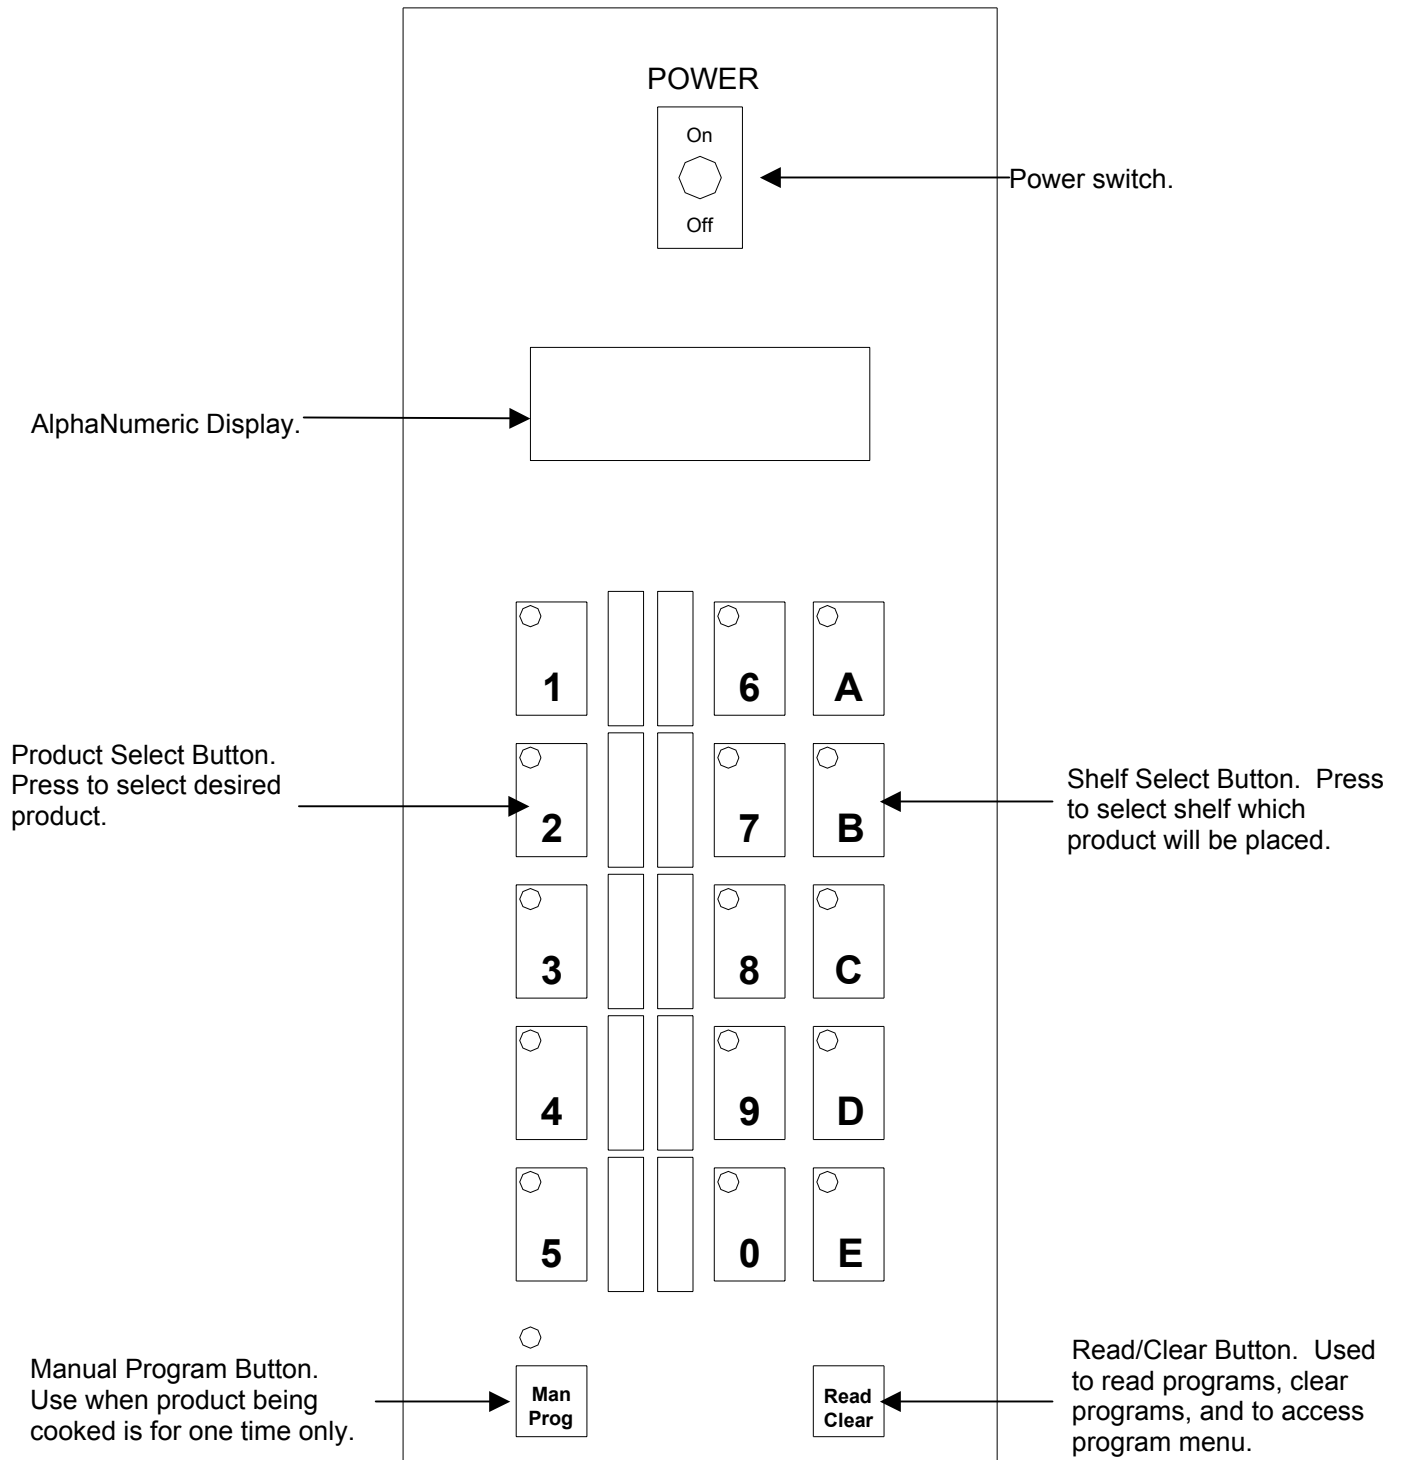 POWER
On
Off
Power switch.
AlphaNumeric Display.
1
6
A
Product Select Button.
Press to select desired
product.
2
7
B
Shelf Select Button.  Press
to select shelf which
product will be placed.
3
8
C
4
9
D
5
0
E
Manual Program Button.
Use when product being
cooked is for one time only.
Man
Prog
Read
Clear
Read/Clear Button.  Used
to read programs, clear
programs, and to access
program menu.